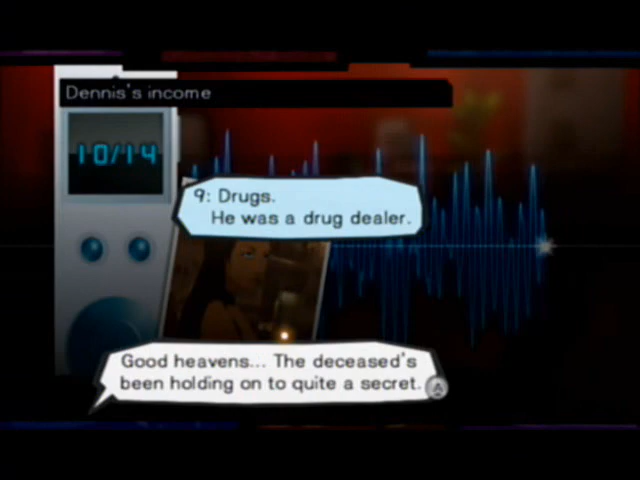 Dennis's income
10/14
9: Drugs.
He was a drug dealer.
Good heavens... The deceased's
been holding on to quite a secret.
A